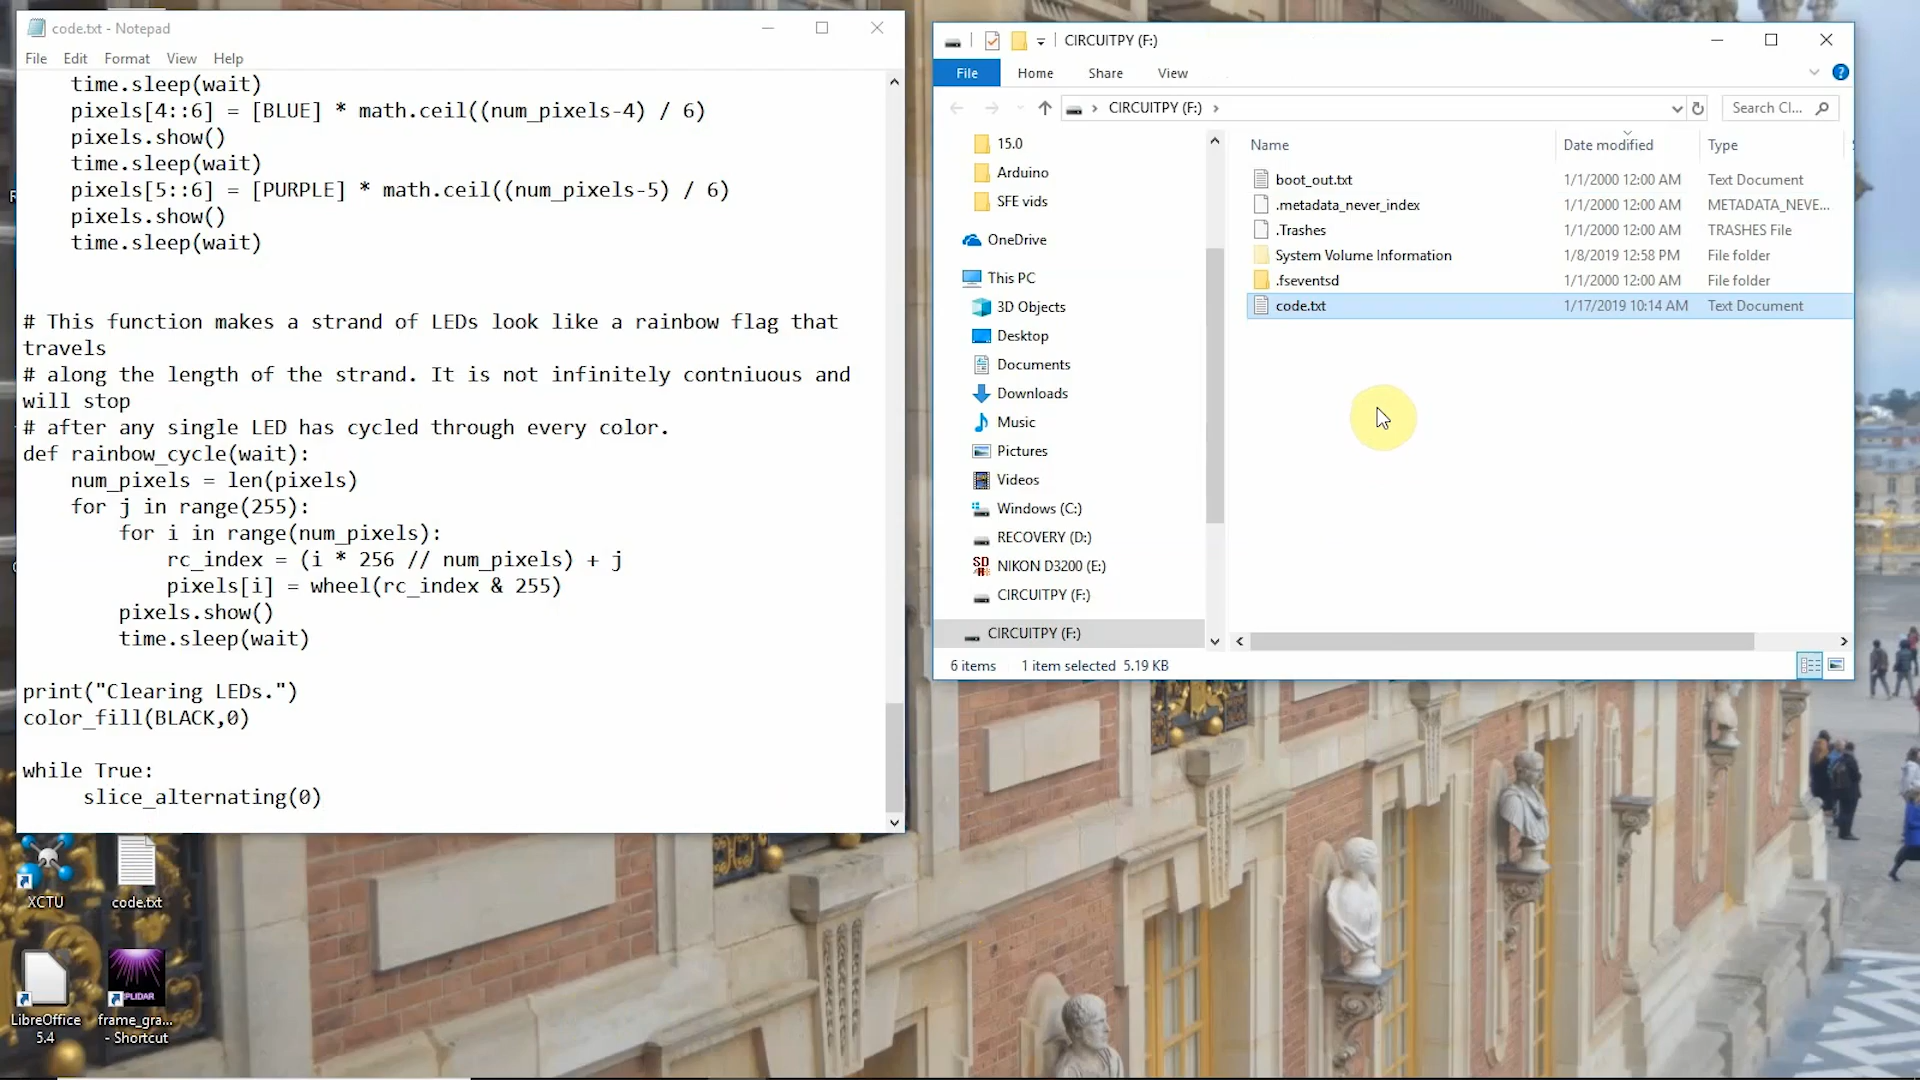 code.txt - Notepad
File Edit Format View Help
time.sleep(wait)
pixels[4::6] = [BLUE] * math.ceil((num_pixels-4) / 6)
pixels.show()
time.sleep(wait)
pixels[5::6] = [PURPLE] * math.ceil((num_pixels-5) / 6)
pixels.show()
time.sleep(wait)
# This function makes a strand of LEDs look like a rainbow flag that
travels
# along the length of the strand. It is not infinitely contniuous and
will stop
# after any single LED has cycled through every color.
def rainbow_cycle(wait):
num_pixels = len(pixels)
for j in range(255):
for i in range(num_pixels):
rc_index = (i * 256 // num_pixels) + j
pixels[i] = wheel(rc_index & 255)
pixels.show()
time.sleep(wait)
print("Clearing LEDs.")
color_fill(BLACK,0)
while True:
slice_alternating(0)
XCTU
code.txt
LibreOffice
5.4
PLIDAR
frame_gra...
- Shortcut
CIRCUITPY (F:)
File Home Share View
CIRCUITPY (F:)
Search CI...
15.0
Arduino
SFE vids
OneDrive
This PC
3D Objects
Desktop
Documents
Downloads
Music
Pictures
Videos
Windows (C:)
RECOVERY (D:)
NIKON D3200 (E:)
CIRCUITPY (F:)
CIRCUITPY (F:)
Name Date modified Type
boot_out.txt 1/1/2000 12:00 AM Text Document
.metadata_never_index 1/1/2000 12:00 AM METADATA_NEVE...
.Trashes 1/1/2000 12:00 AM TRASHES File
System Volume Information 1/8/2019 12:58 PM File folder
.fseventsd 1/1/2000 12:00 AM File folder
code.txt 1/17/2019 10:14 AM Text Document
6 items 1 item selected 5.19 KB